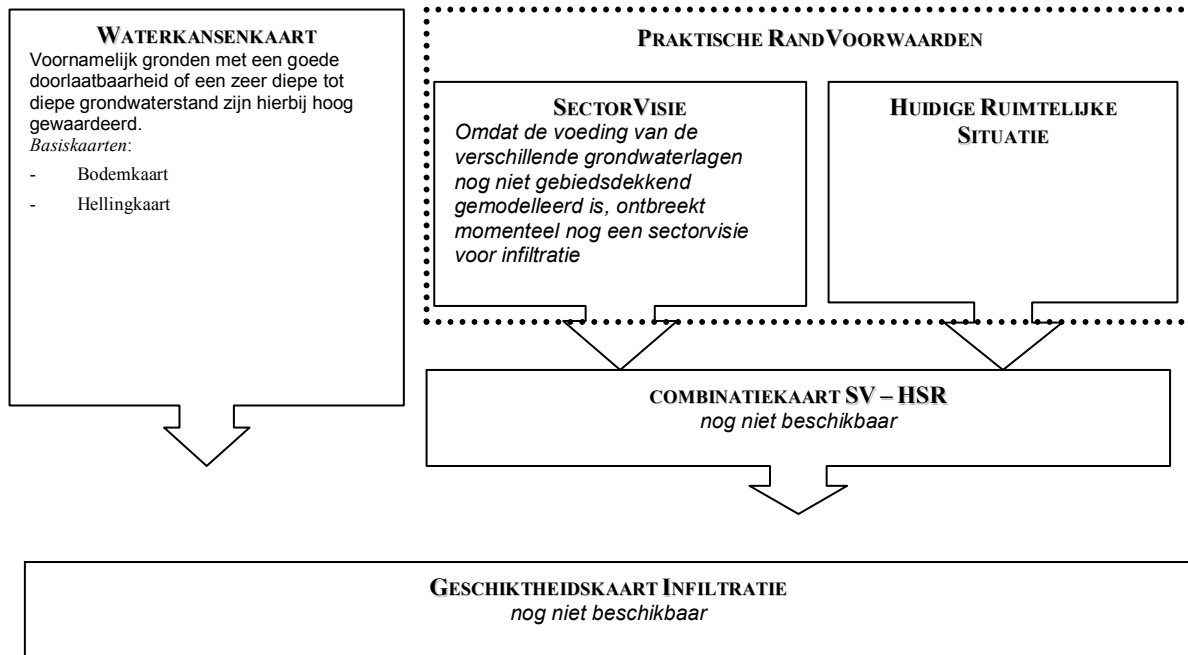 WATERKANSENKAART
Voornamelijk gronden met een goede
doorlaatbaarheid of een zeer diepe tot
diepe grondwaterstand zijn hierbij hoog
gewaardeerd.
Basiskaarten:
- Bodemkaart
- Hellingkaart
PRAKTISCHE RANDVOORWAARDEN
SECTORVISIE
Omdat de voeding van de
verschillende grondwaterlagen
nog niet gebiedsdekkend
gemodelleerd is, ontbreekt
momenteel nog een sectorvisie
voor infiltratie
HUIDIGE RUIMTELIJKE
SITUATIE
COMBINATIEKAART SV – HSR
nog niet beschikbaar
GESCHIKTHEIDSKAART INFILTRATIE
nog niet beschikbaar